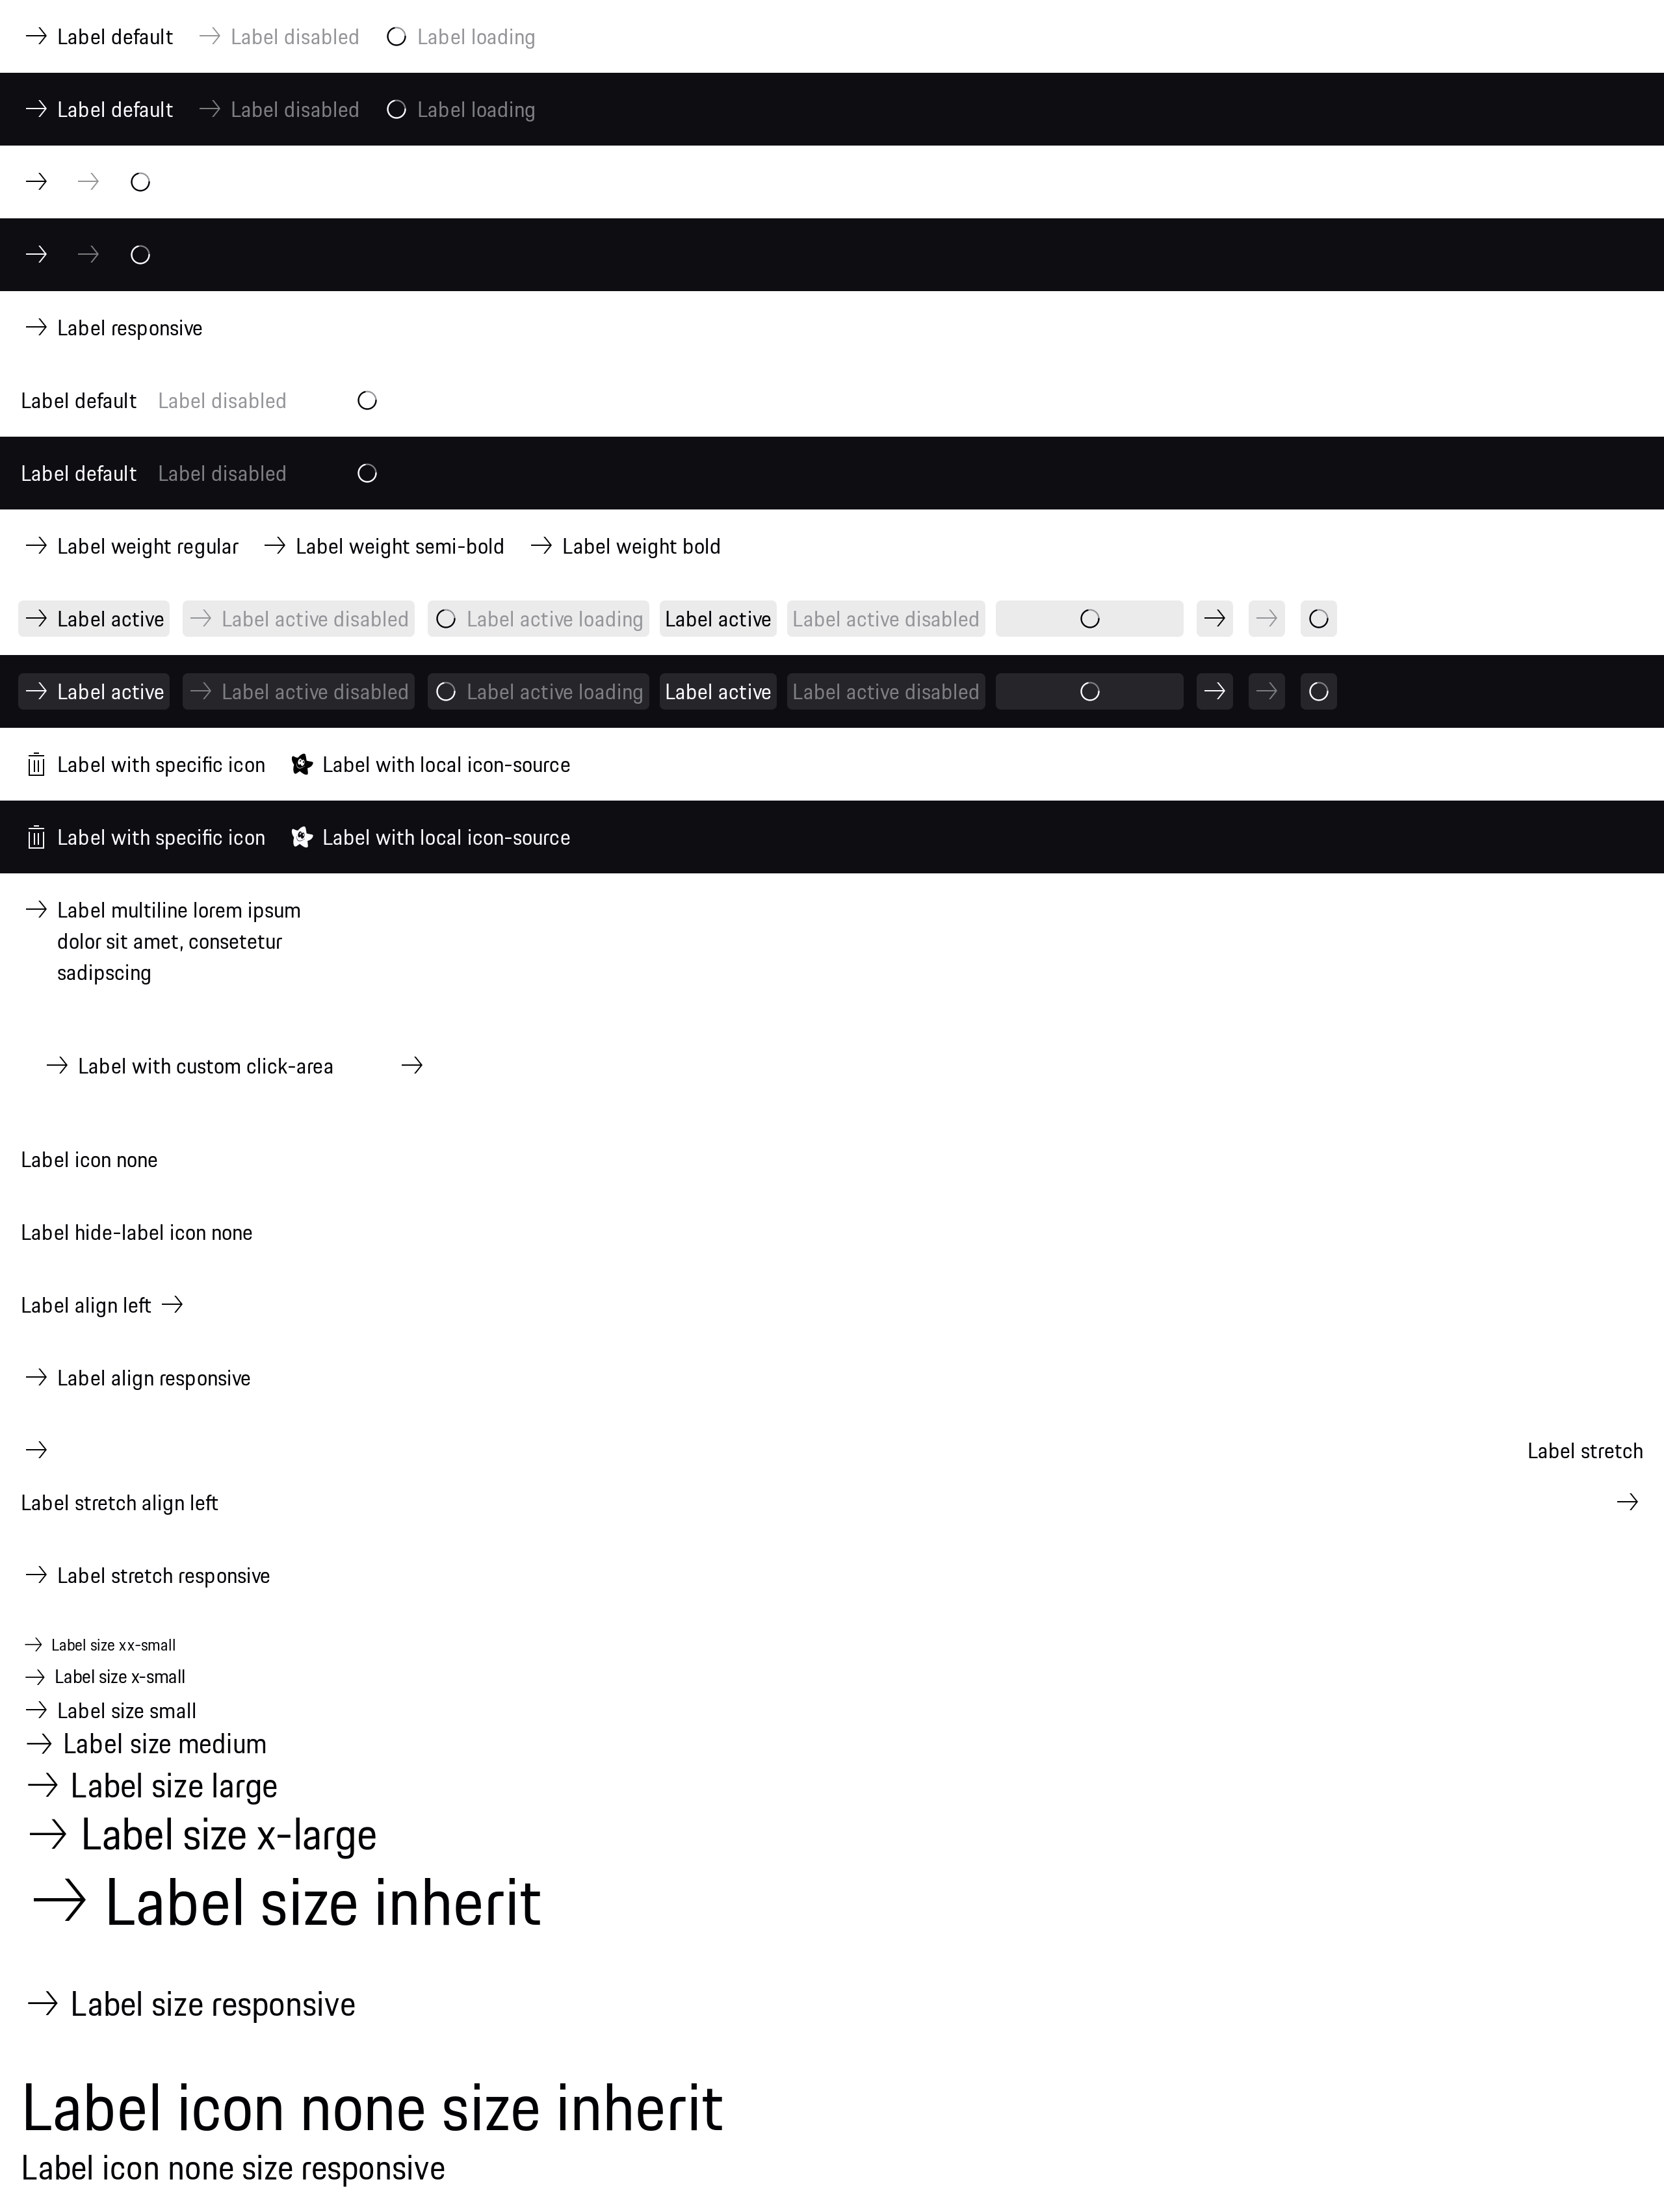 Label default Label disabled Label loading
Label default Label disabled Label loading
Label responsive
Label default Label disabled
Label default Label disabled
Label weight regular Label weight semi-bold Label weight bold
Label active Label active disabled Label active loading Label active Label active disabled
Label active Label active disabled Label active loading Label active Label active disabled
Label with specific icon Label with local icon-source
Label with specific icon Label with local icon-source
Label multiline lorem ipsum
dolor sit amet, consetetur
sadipscing
Label with custom click-area
Label icon none
Label hide-label icon none
Label align left
Label align responsive
Label stretch
Label stretch align left
Label stretch responsive
Label size xx-small
Label size x-small
Label size small
Label size medium
Label size large
Label size x-large
Label size inherit
Label size responsive
Label icon none size inherit
Label icon none size responsive